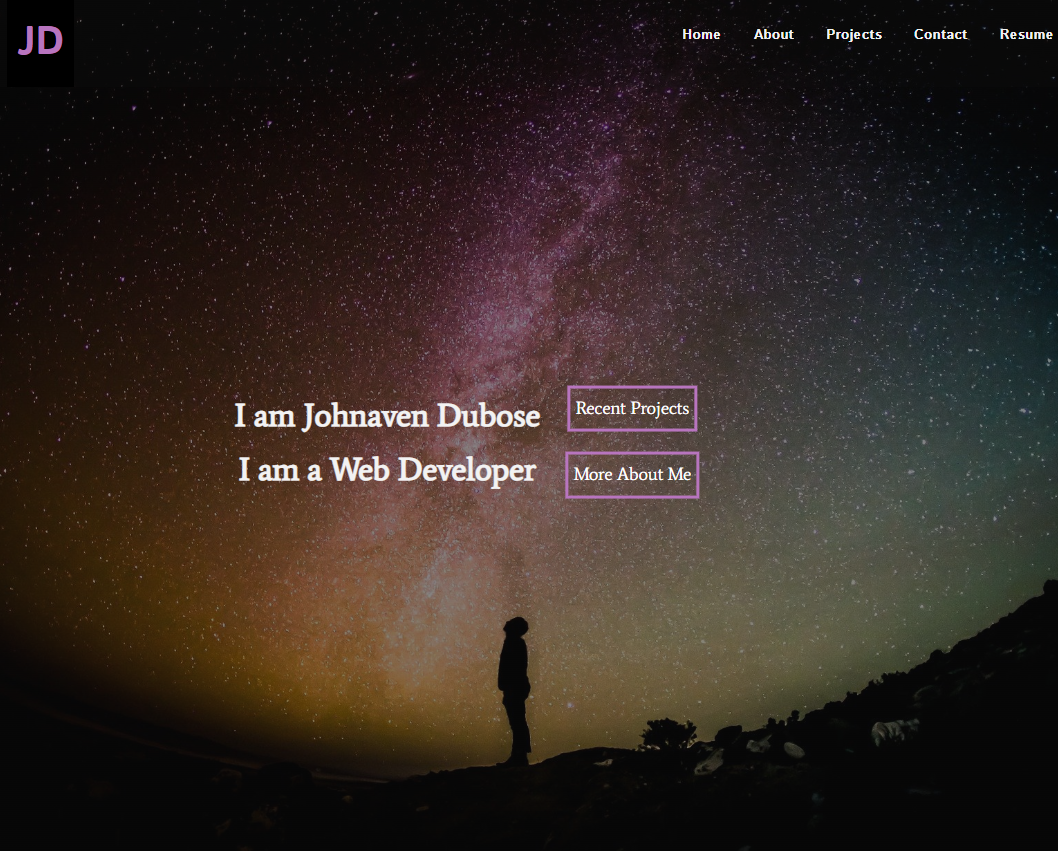 JD
Home About Projects Contact Resume
I am Johnaven Dubose
I am a Web Developer
Recent Projects
More About Me